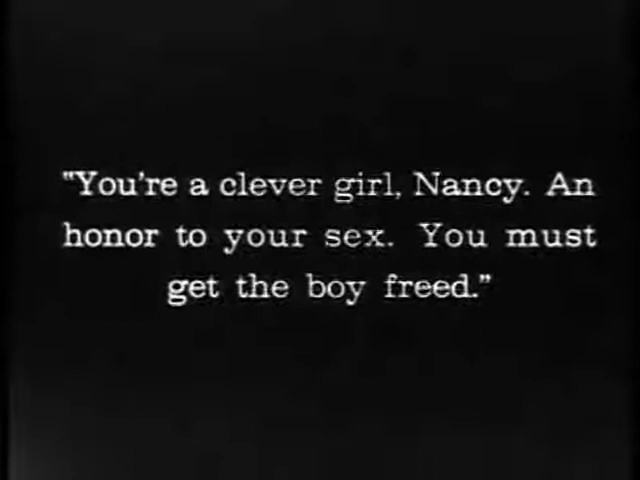 "You're a clever girl, Nancy. An
honor to your sex. You must
get the boy freed."